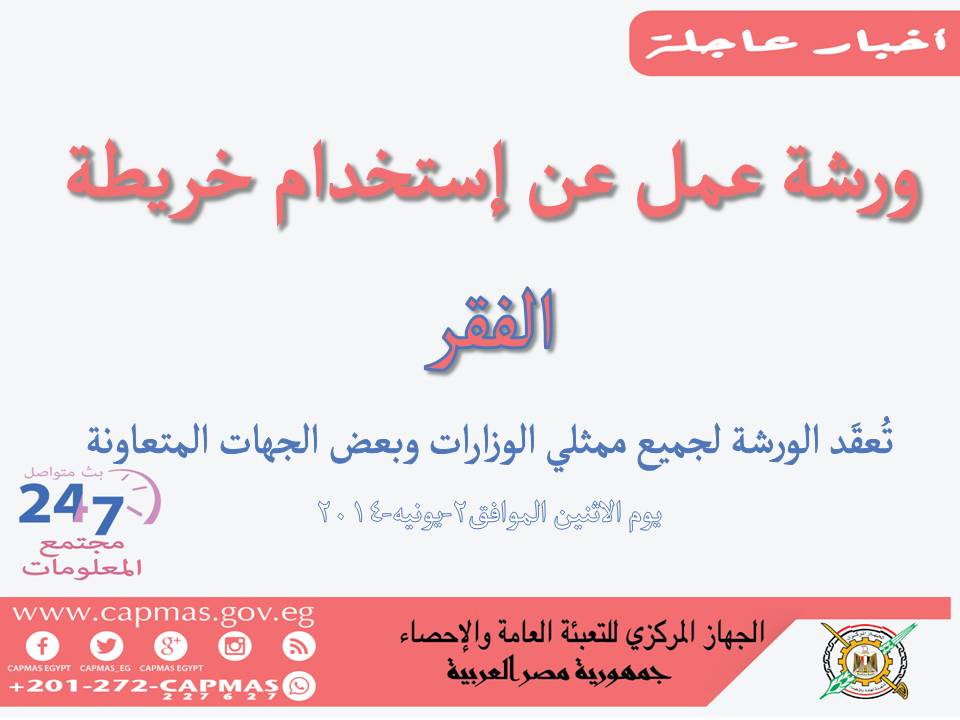 أخبار عاجلة
ورشة عمل عن إستخدام خريطة
الفقر
تُعقَد الورشة لجميع ممثلي الوزارات وبعض الجهات المتعاونة
يوم الاثنين الموافق٢-يونيه-٢٠١٤
بث متواصل
247
مجتمع
المعلومات
www.capmas.gov.eg
CAPMAS EGYPT CAPMAS_EG CAPMAS EGYPT
+201-272-CAPMAS
227627
الجهاز المركزي للتعبئة العامة والإحصاء
جمهورية مصر العربية